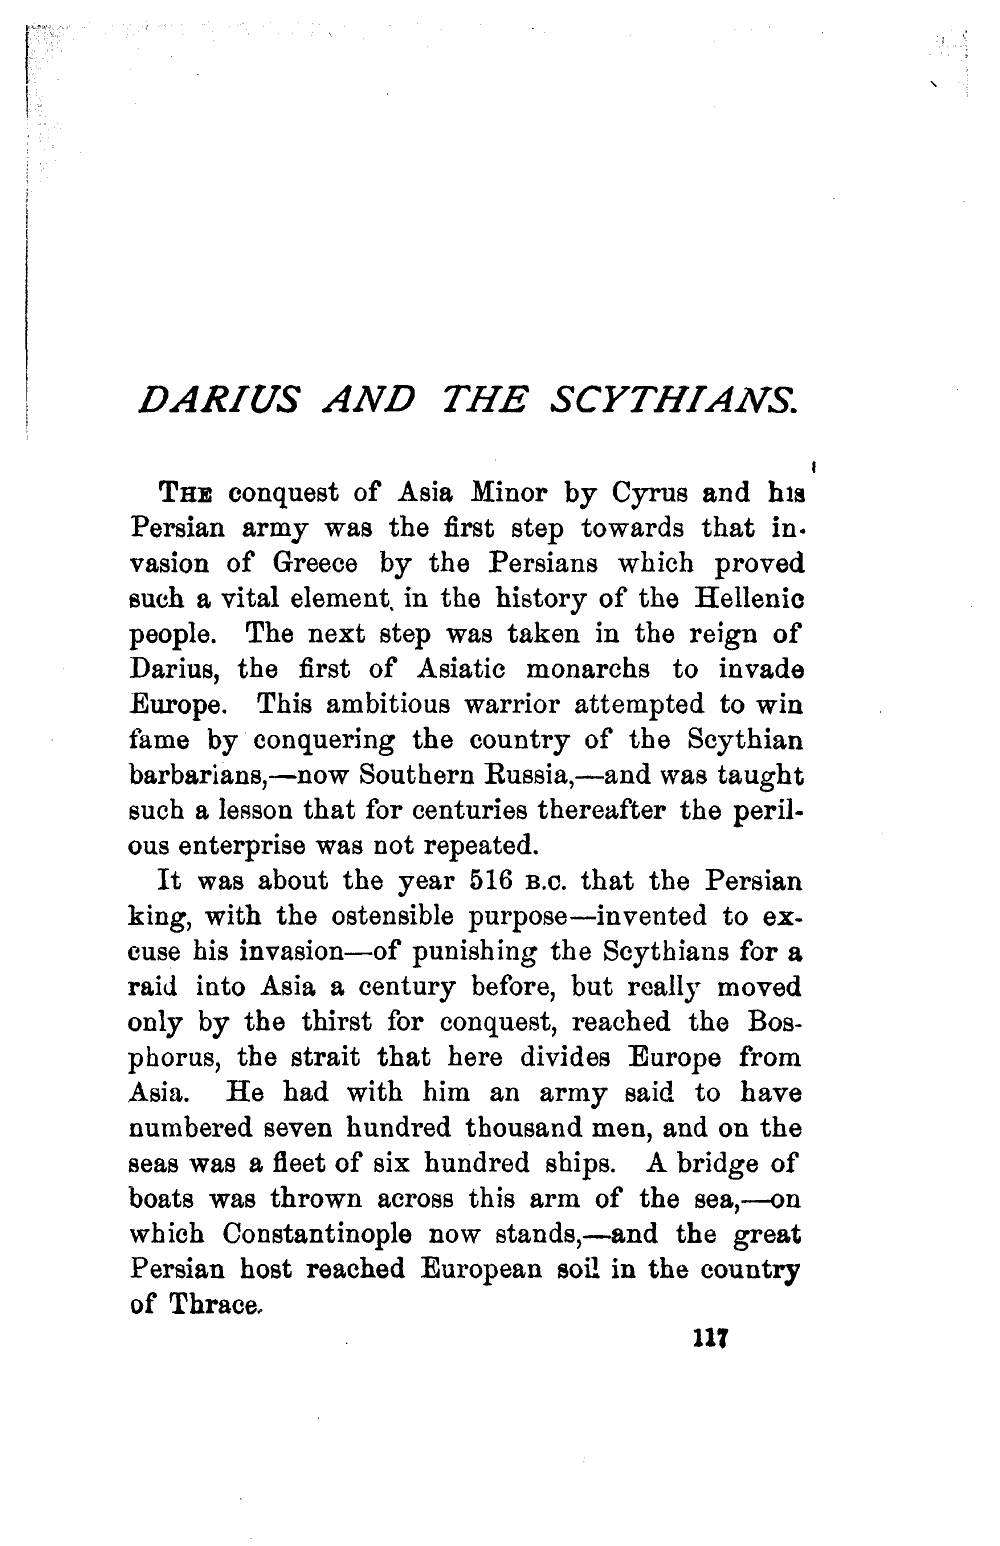 DARIUS AND THE SCYTHIANS.
THE conquest of Asia Minor by Cyrus and his
Persian army was the first step towards that in-
vasion of Greece by the Persians which proved
such a vital element in the history of the Hellenic
people. The next step was taken in the reign of
Darius, the first of Asiatic monarchs to invade
Europe. This ambitious warrior attempted to win
fame by conquering the country of the Scythian
barbarians,—now Southern Russia,—and was taught
such a lesson that for centuries thereafter the peril-
ous enterprise was not repeated.
It was about the year 516 B.C. that the Persian
king, with the ostensible purpose—invented to ex-
cuse his invasion—of punishing the Scythians for a
raid into Asia a century before, but really moved
only by the thirst for conquest, reached the Bos-
phorus, the strait that here divides Europe from
Asia. He had with him an army said to have
numbered seven hundred thousand men, and on the
seas was a fleet of six hundred ships. A bridge of
boats was thrown across this arm of the sea,—on
which Constantinople now stands,—and the great
Persian host reached European soil in the country
of Thrace.
117